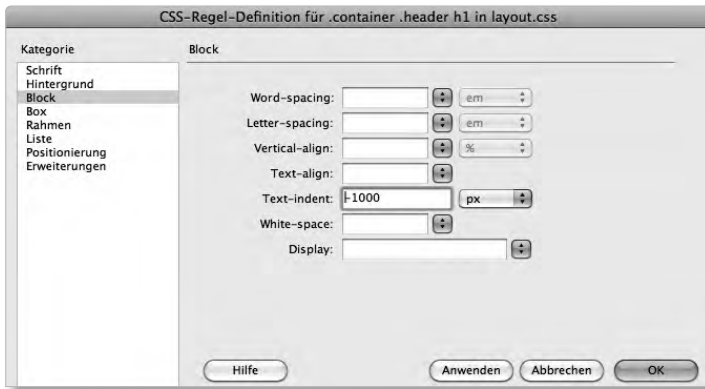 CSS-Regel-Definition für .container .header h1 in layout.css
Kategorie
Schrift
Hintergrund
Block
Box
Rahmen
Liste
Positionierung
Erweiterungen
Block
Word-spacing: em
Letter-spacing: em
Vertical-align: %
Text-align:
Text-indent: -1000 px
White-space:
Display:
Hilfe Anwenden Abbrechen OK